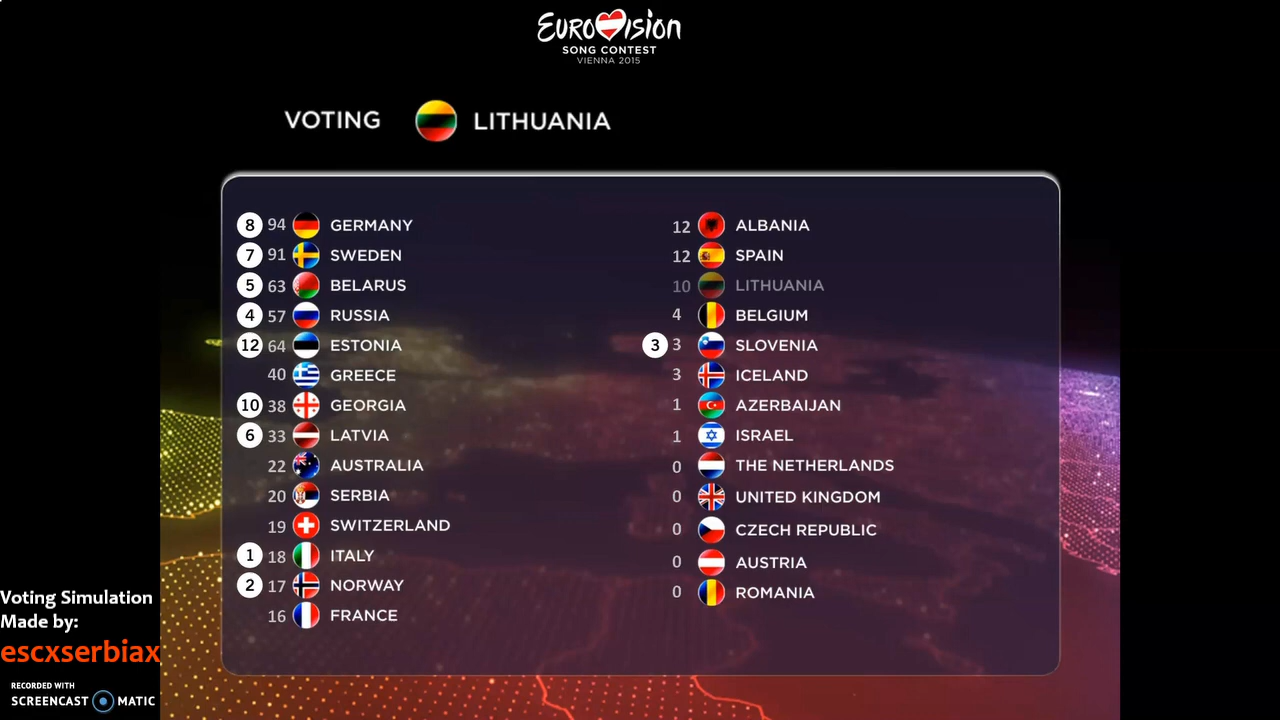 EUROVISION
SONG CONTEST
VIENNA 2015
VOTING LITHUANIA
8 94 GERMANY
7 91 SWEDEN
5 63 BELARUS
4 57 RUSSIA
12 64 ESTONIA
40 GREECE
10 38 GEORGIA
6 33 LATVIA
22 AUSTRALIA
20 SERBIA
19 SWITZERLAND
1 18 ITALY
2 17 NORWAY
16 FRANCE
12 ALBANIA
12 SPAIN
10 LITHUANIA
4 BELGIUM
3 3 SLOVENIA
3 ICELAND
1 AZERBAIJAN
1 ISRAEL
0 THE NETHERLANDS
0 UNITED KINGDOM
0 CZECH REPUBLIC
0 AUSTRIA
0 ROMANIA
Voting Simulation
Made by:
escxserbiax
RECORDED WITH
SCREENCAST MATIC